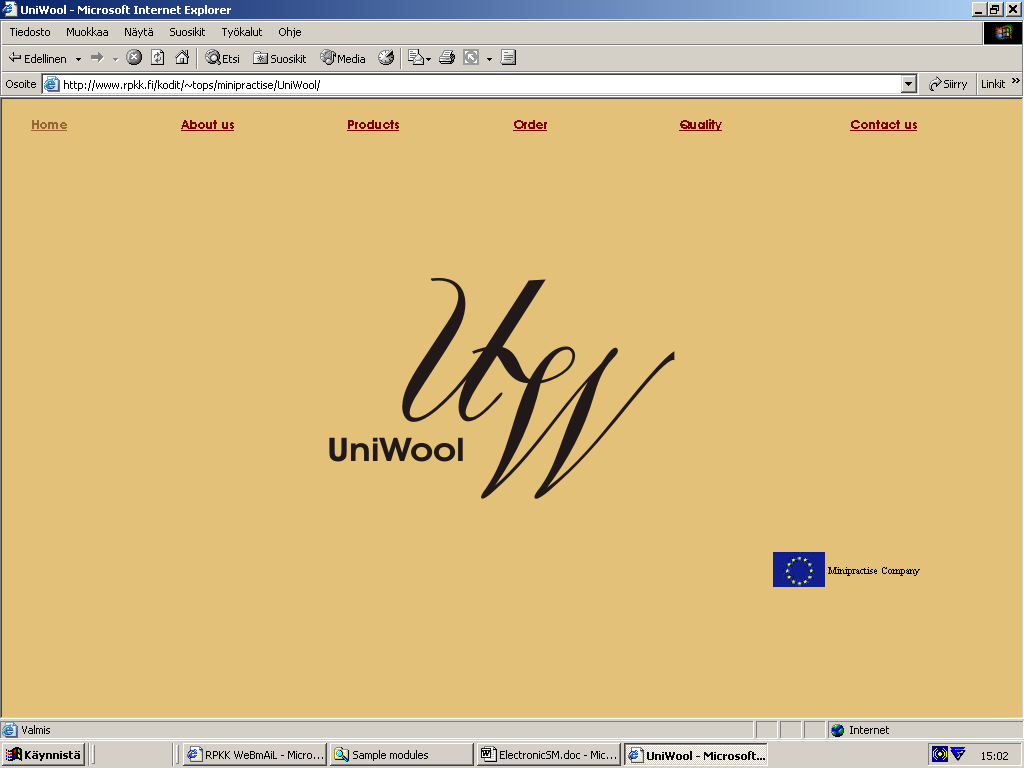 UniWool - Microsoft Internet Explorer
Tiedosto Muokkaa Näytä Suosikit Työkalut Ohje
Edellinen Etsi Suosikit Media
Osoite http://www.rpkk.fi/kodit/~tops/minipractise/UniWool/ Siirry Linkit »
Home About us Products Order Quality Contact us
UW
UniWool
Minipractise Company
Valmis Internet
Käynnistä RPKK WeBmAiL - Micro... Sample modules ElectronicSM.doc - Mic... UniWool - Microsoft... 15:02